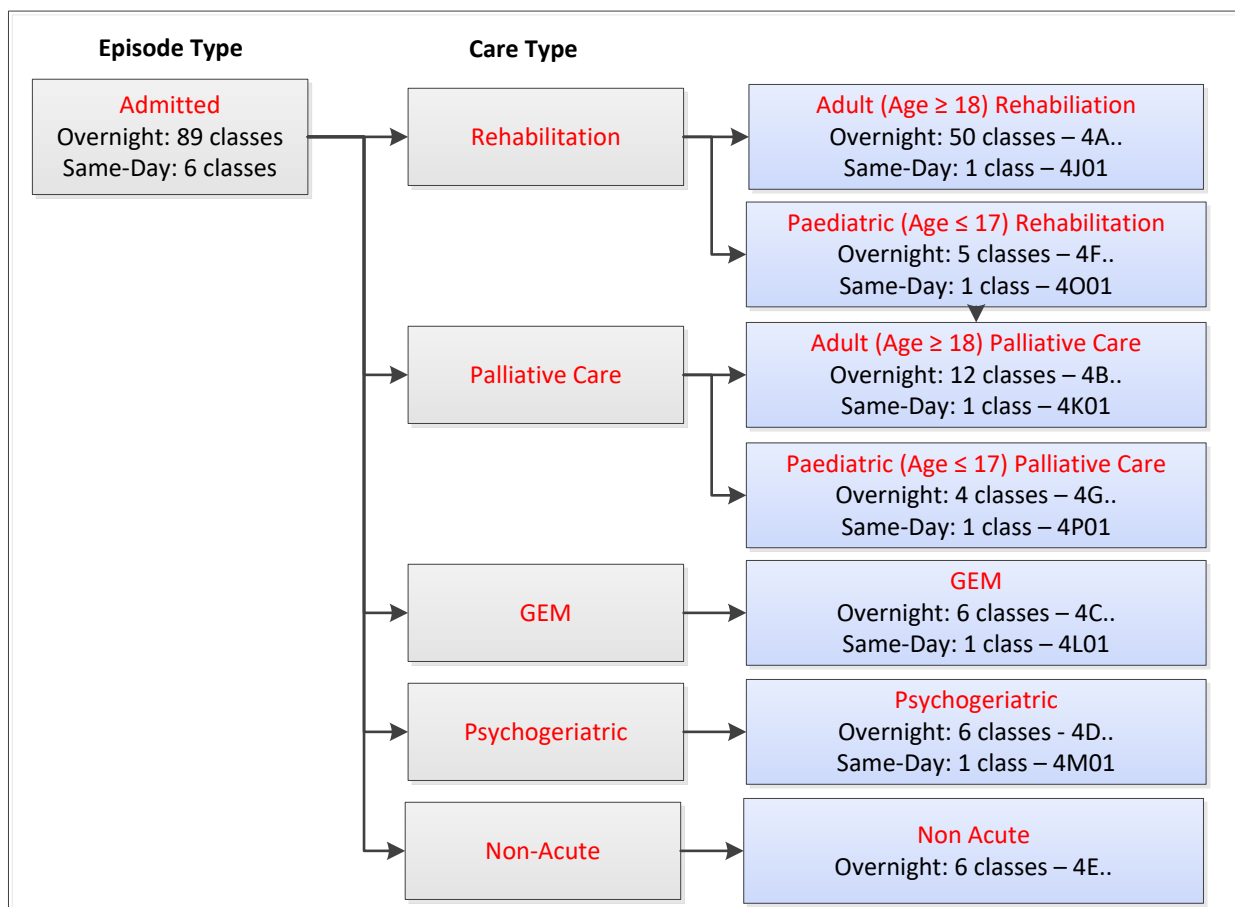 Episode Type
Care Type
Admitted
Overnight: 89 classes
Same-Day: 6 classes
Rehabilitation
Adult (Age ≥ 18) Rehabiliation
Overnight: 50 classes – 4A..
Same-Day: 1 class – 4J01
Paediatric (Age ≤ 17) Rehabilitation
Overnight: 5 classes – 4F..
Same-Day: 1 class – 4O01
Palliative Care
Adult (Age ≥ 18) Palliative Care
Overnight: 12 classes – 4B..
Same-Day: 1 class – 4K01
Paediatric (Age ≤ 17) Palliative Care
Overnight: 4 classes – 4G..
Same-Day: 1 class – 4P01
GEM
GEM
Overnight: 6 classes – 4C..
Same-Day: 1 class – 4L01
Psychogeriatric
Psychogeriatric
Overnight: 6 classes - 4D..
Same-Day: 1 class – 4M01
Non-Acute
Non Acute
Overnight: 6 classes – 4E..